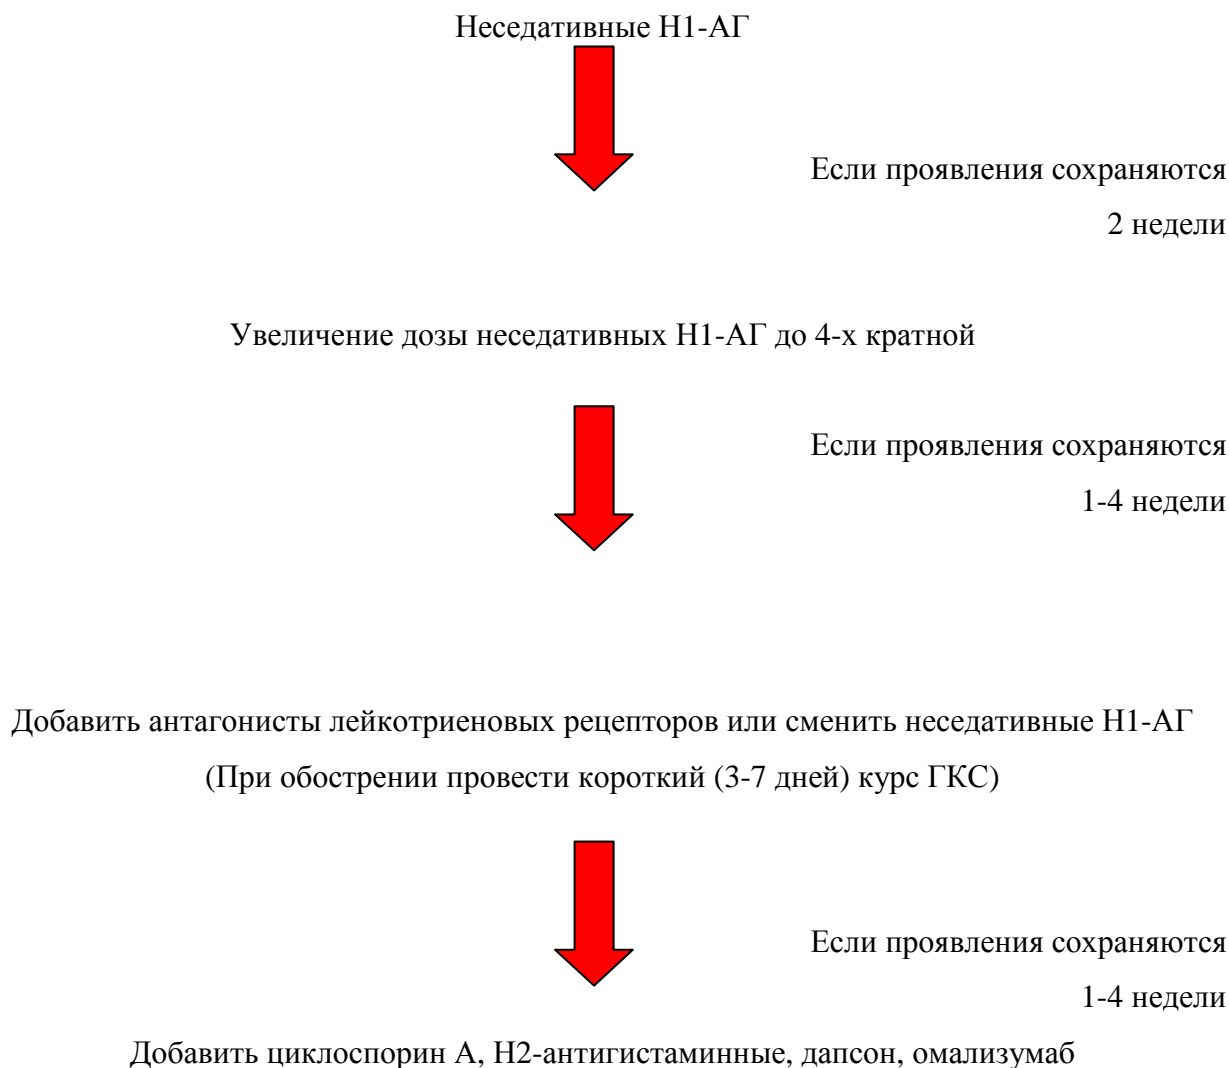 Неседативные Н1-АГ
Если проявления сохраняются
2 недели
Увеличение дозы неседативных Н1-АГ до 4-х кратной
Если проявления сохраняются
1-4 недели
Добавить антагонисты лейкотриеновых рецепторов или сменить неседативные Н1-АГ
(При обострении провести короткий (3-7 дней) курс ГКС)
Если проявления сохраняются
1-4 недели
Добавить циклоспорин А, Н2-антигистаминные, дапсон, омализумаб